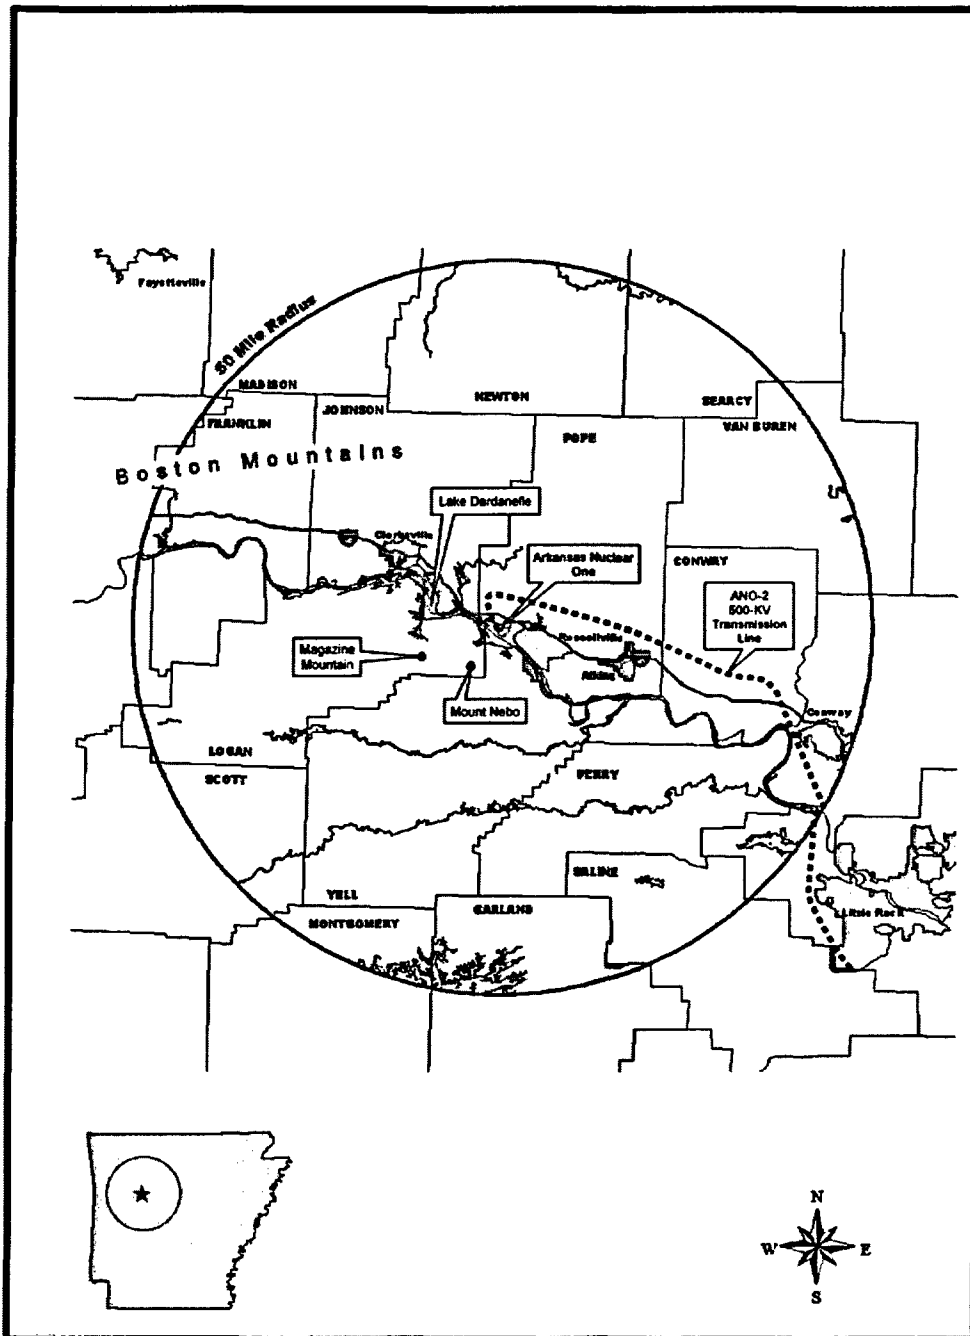 Fayetteville
50 Mile Radius
MADISON
NEWTON
SEARCY
JOHNSON
FRANKLIN
VAN BUREN
POPE
Boston Mountains
Lake Dardanelle
Clarksville
Arkansas Nuclear
One
CONWAY
ANO-2
500-KV
Transmission
Line
Russellville
Magazine
Mountain
Atkins
Mount Nebo
Conway
LOGAN
PERRY
SCOTT
SALINE
YELL
GARLAND
Little Rock
MONTGOMERY
N
W
E
S